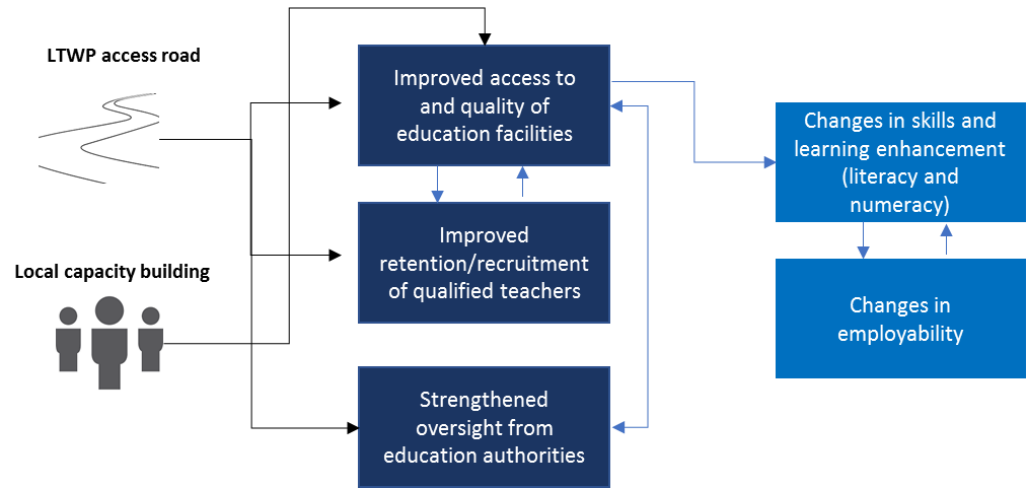 LTWP access road
Local capacity building
Improved access to
and quality of
education facilities
Improved
retention/recruitment
of qualified teachers
Strengthened
oversight from
education authorities
Changes in skills and
learning enhancement
(literacy and
numeracy)
Changes in
employability